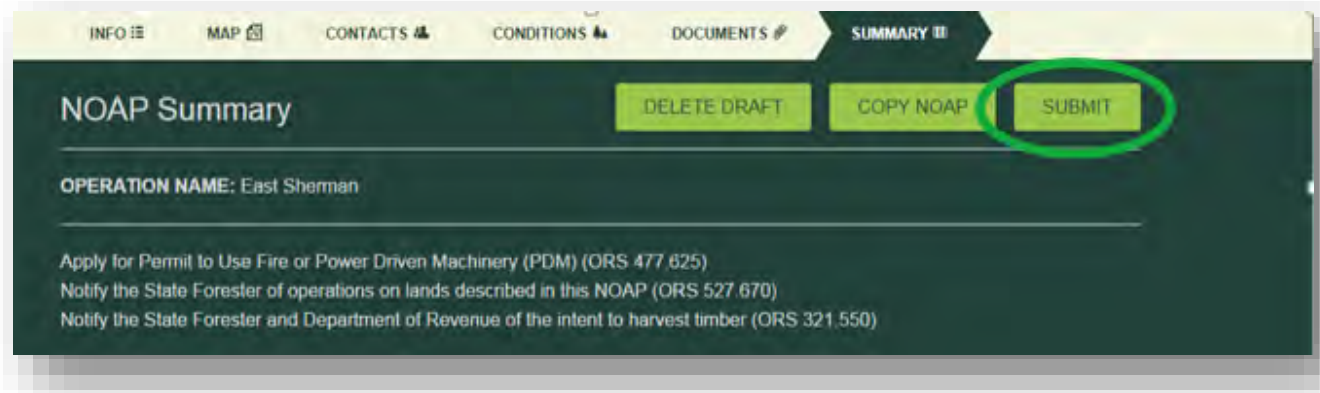 INFO MAP CONTACTS CONDITIONS DOCUMENTS SUMMARY
NOAP Summary DELETE DRAFT COPY NOAP SUBMIT
OPERATION NAME: East Sherman
Apply for Permit to Use Fire or Power Driven Machinery (PDM) (ORS 477.625)
Notify the State Forester of operations on lands described in this NOAP (ORS 527.670)
Notify the State Forester and Department of Revenue of the intent to harvest timber (ORS 321.550)